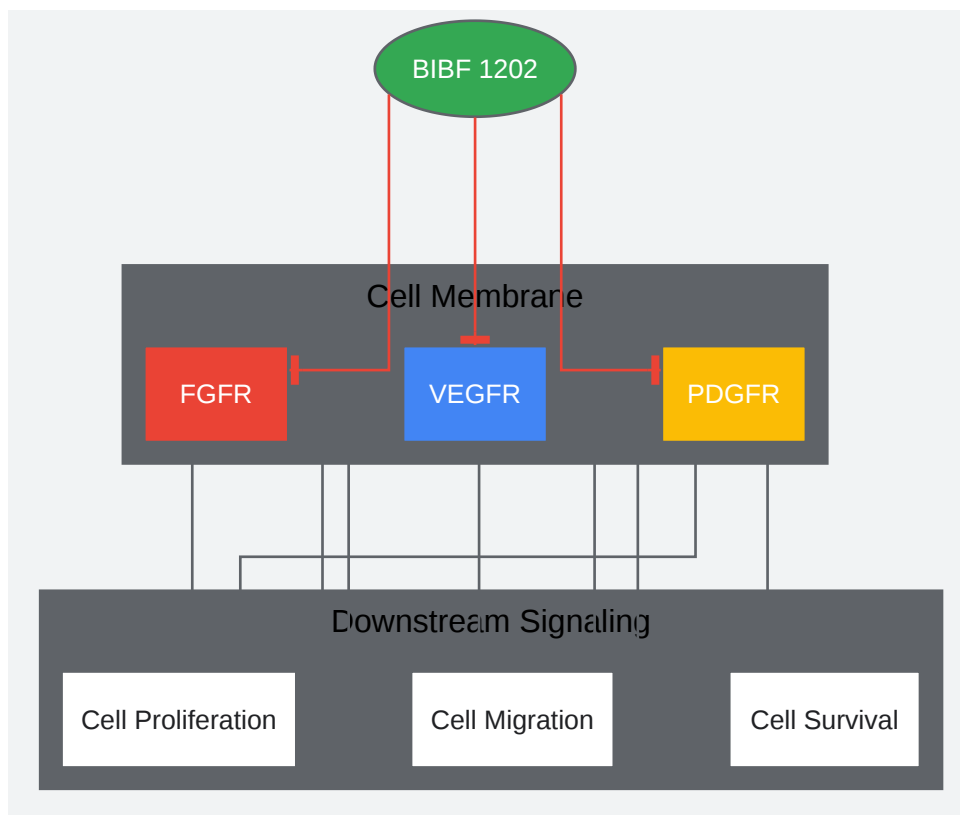 BIBF 1202
Cell Membrane
FGFR
VEGFR
PDGFR
Downstream Signaling
Cell Proliferation
Cell Migration
Cell Survival